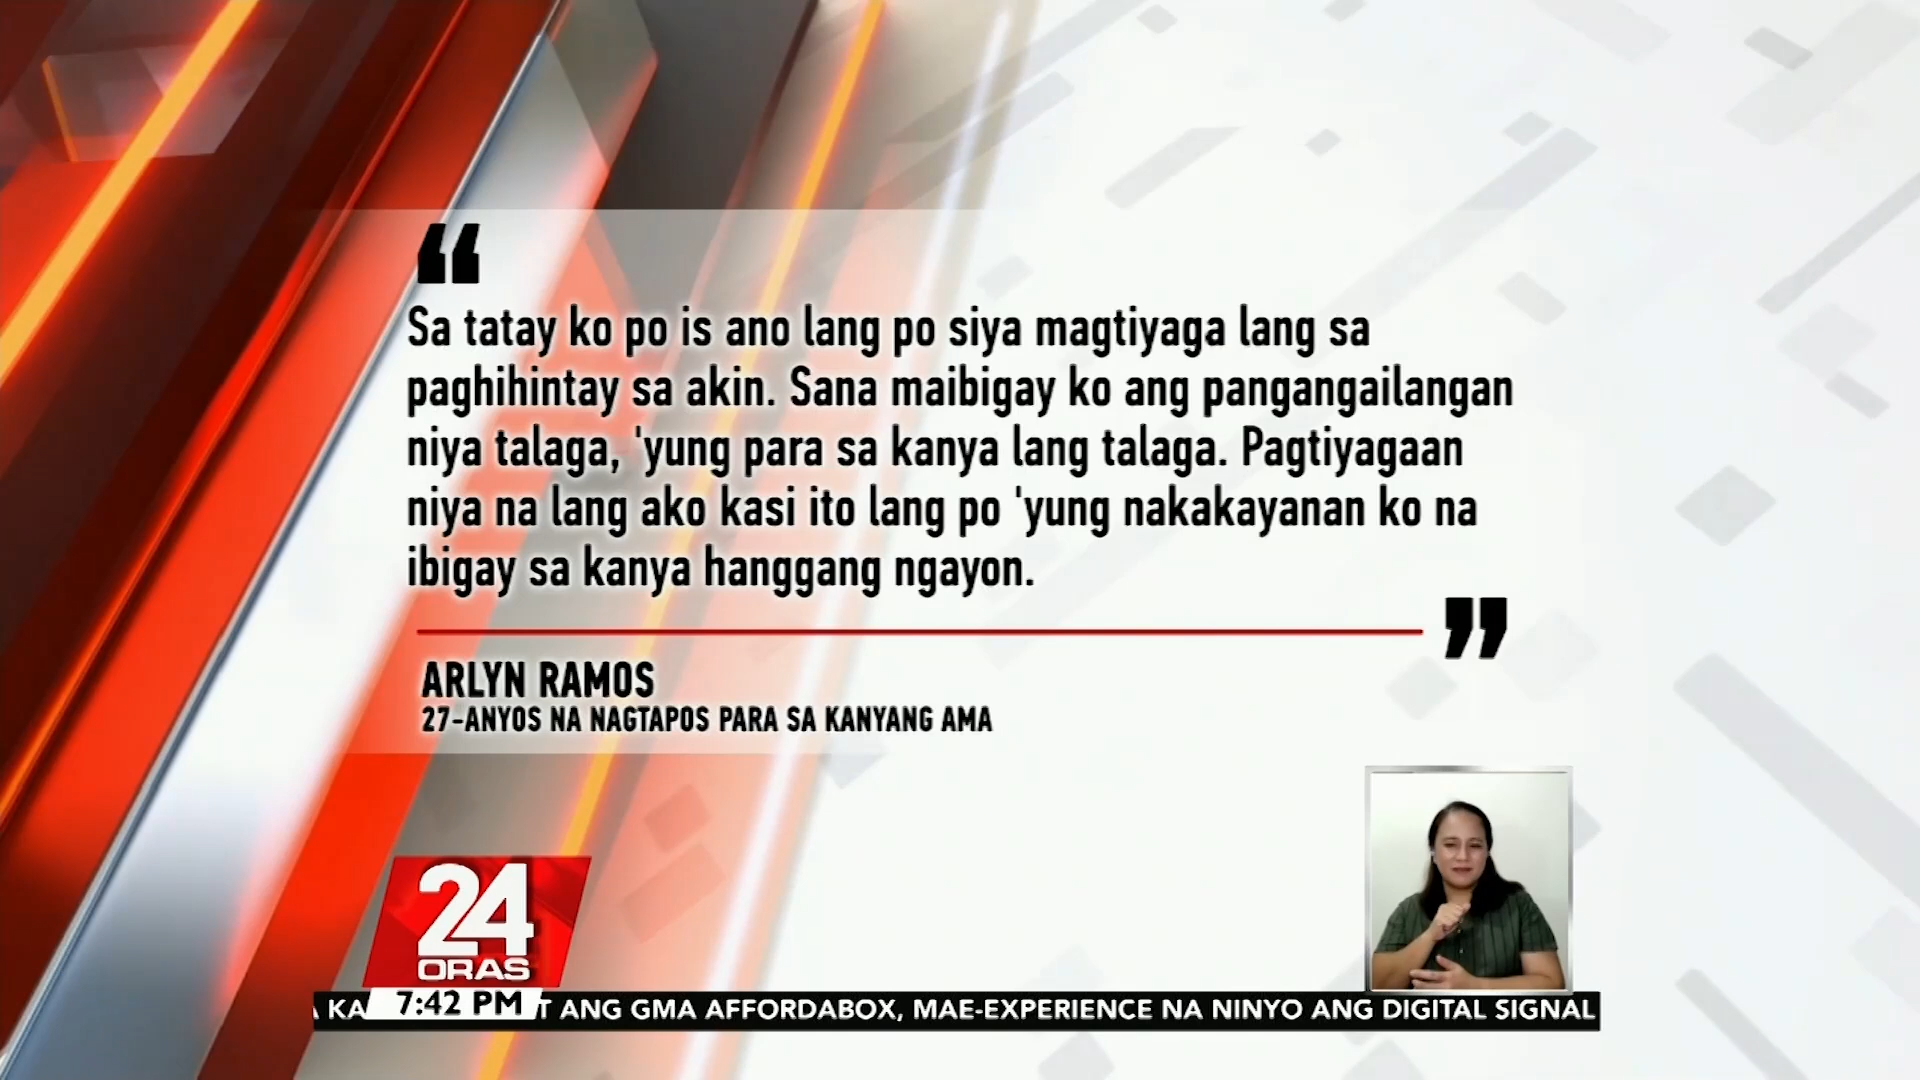 “
Sa tatay ko po is ano lang po siya magtiyaga lang sa
paghihintay sa akin. Sana maibigay ko ang pangangailangan
niya talaga, 'yung para sa kanya lang talaga. Pagtiyagaan
niya na lang ako kasi ito lang po 'yung nakakayanan ko na
ibigay sa kanya hanggang ngayon.
”
ARLYN RAMOS
27-ANYOS NA NAGTAPOS PARA SA KANYANG AMA
24
ORAS
7:42 PM
KA T ANG GMA AFFORDABOX, MAE-EXPERIENCE NA NINYO ANG DIGITAL SIGNAL